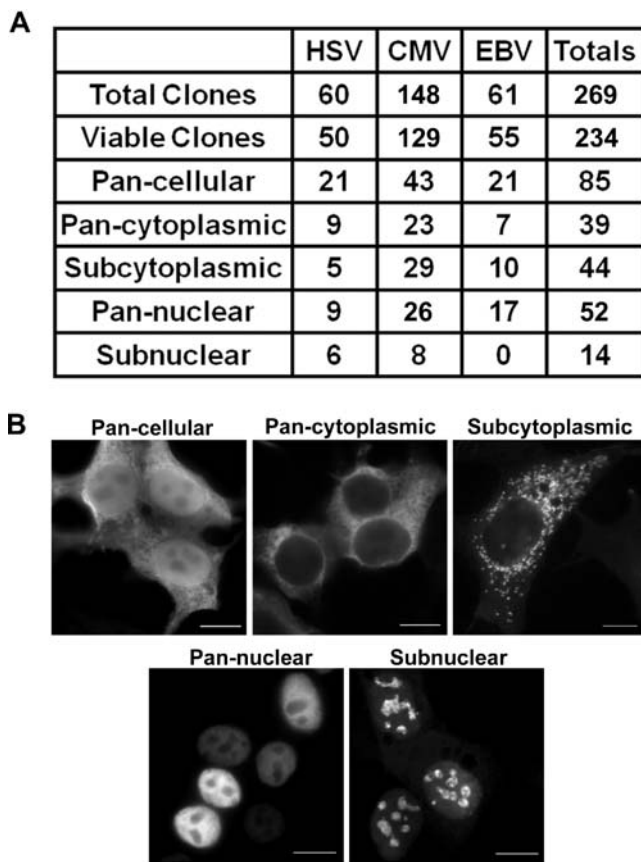 A
HSV CMV EBV Totals
Total Clones 60 148 61 269
Viable Clones 50 129 55 234
Pan-cellular 21 43 21 85
Pan-cytoplasmic 9 23 7 39
Subcytoplasmic 5 29 10 44
Pan-nuclear 9 26 17 52
Subnuclear 6 8 0 14
B
Pan-cellular Pan-cytoplasmic Subcytoplasmic
Pan-nuclear Subnuclear